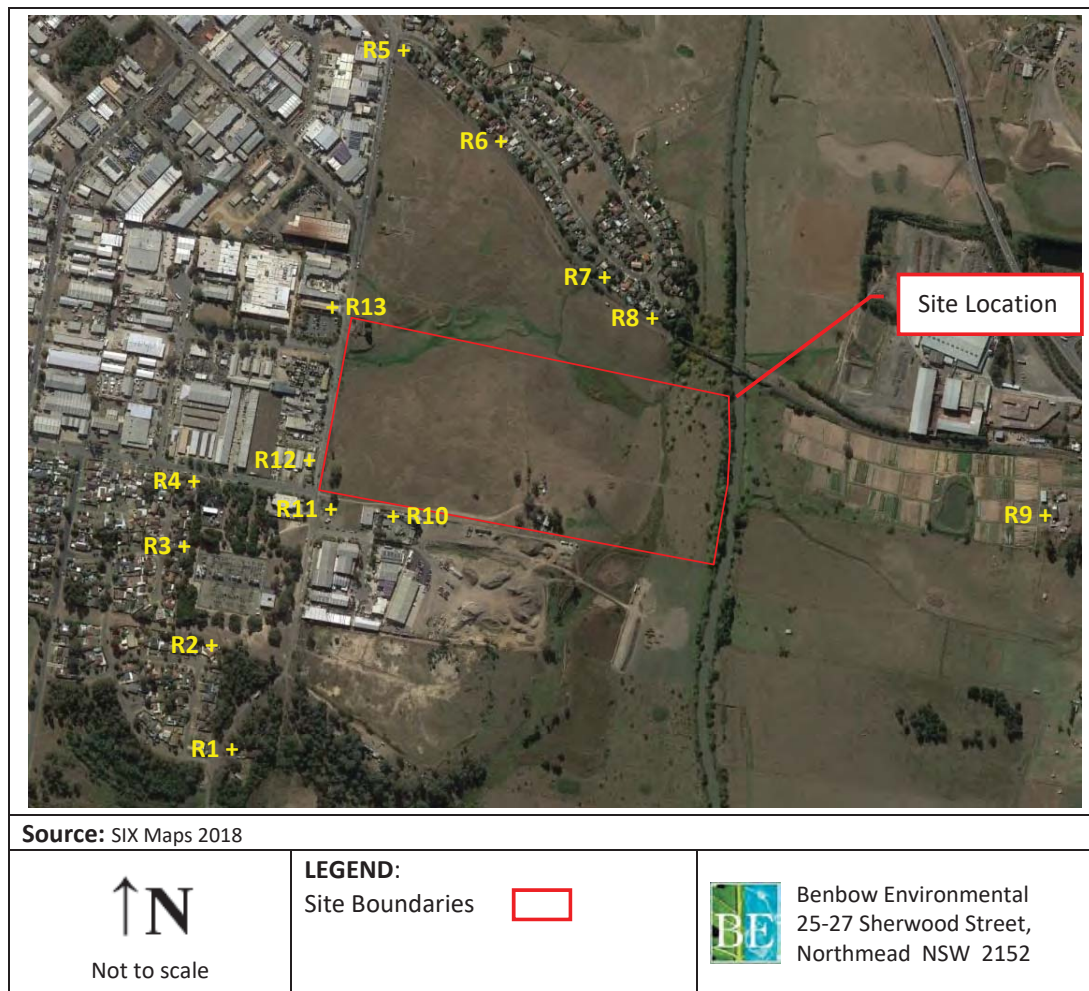 R5 +
R6 +
R7 +
R8 +
Site Location
+ R13
R12 +
R4 +
R11 +
+ R10
R9 +
R3 +
R2 +
R1 +
Source: SIX Maps 2018
↑N
Not to scale
LEGEND:
Site Boundaries
BE
Benbow Environmental
25-27 Sherwood Street,
Northmead NSW 2152